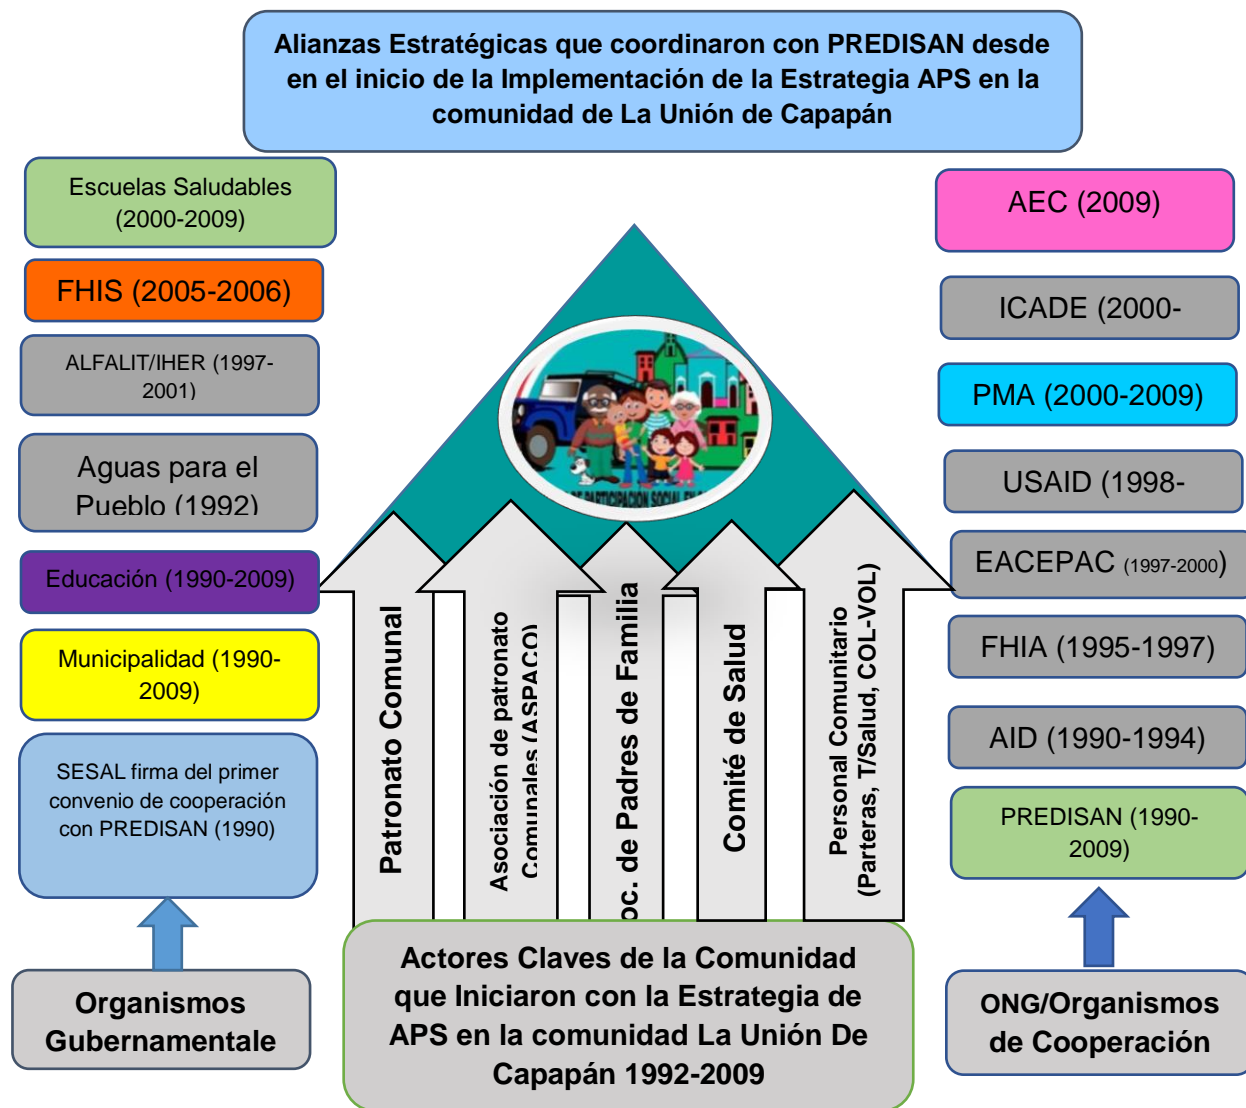 Alianzas Estratégicas que coordinaron con PREDISAN desde
en el inicio de la Implementación de la Estrategia APS en la
comunidad de La Unión de Capapán
Escuelas Saludables
(2000-2009)
FHIS (2005-2006)
ALFALIT/IHER (1997-
2001)
Aguas para el
Pueblo (1992)
Educación (1990-2009)
Municipalidad (1990-
2009)
SESAL firma del primer
convenio de cooperación
con PREDISAN (1990)
Organismos
Gubernamentale
DE PARTICIPACION SOCIAL EN
Patronato Comunal
Asociación de patronato
Comunales (ASPACO)
oc. de Padres de Familia
Comité de Salud
Personal Comunitario
(Parteras, T/Salud, COL-VOL)
Actores Claves de la Comunidad
que Iniciaron con la Estrategia de
APS en la comunidad La Unión De
Capapán 1992-2009
AEC (2009)
ICADE (2000-
PMA (2000-2009)
USAID (1998-
EACEPAC (1997-2000)
FHIA (1995-1997)
AID (1990-1994)
PREDISAN (1990-
2009)
ONG/Organismos
de Cooperación